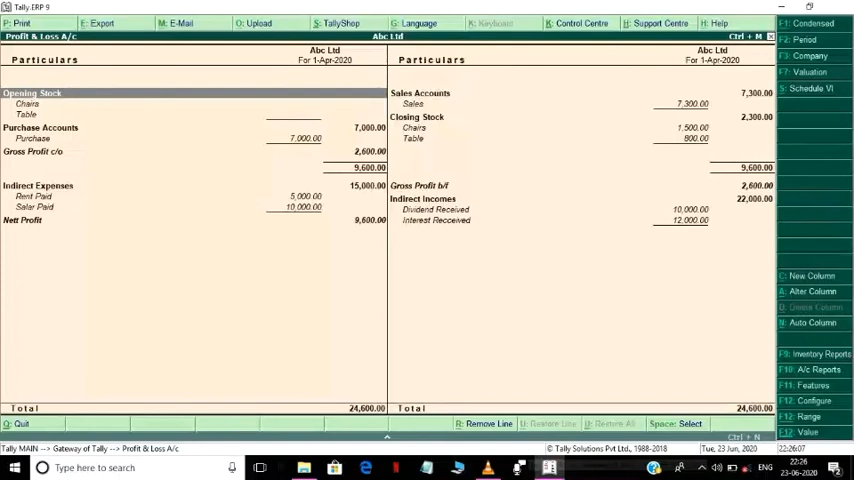 Tally.ERP 9
P: Print E: Export M: E-Mail O: Upload S: TallyShop G: Language K: Keyboard K: Control Centre H: Support Centre H: Help F1: Condensed
Profit & Loss A/c Abc Ltd Ctrl + M
F2: Period
Particulars Abc Ltd For 1-Apr-2020 Particulars Abc Ltd For 1-Apr-2020
F3: Company
F7: Valuation
S: Schedule VI
Opening Stock
Chairs
Table
Purchase Accounts 7,000.00
Purchase 7,000.00
Gross Profit c/o 2,600.00
9,600.00
Indirect Expenses 15,000.00
Rent Paid 5,000.00
Salar Paid 10,000.00
Nett Profit 9,600.00
Sales Accounts 7,300.00
Sales 7,300.00
Closing Stock 2,300.00
Chairs 1,500.00
Table 800.00
9,600.00
Gross Profit b/f 2,600.00
Indirect Incomes 22,000.00
Dividend Received 10,000.00
Interest Recceived 12,000.00
C: New Column
A: Alter Column
D: Delete Column
N: Auto Column
F9: Inventory Reports
F10: A/c Reports
F11: Features
F12: Configure
F12: Range
F12: Value
Total 24,600.00 Total 24,600.00
Q: Quit R: Remove Line U: Restore Line U: Restore All Space: Select
Ctrl + N
Tally MAIN --> Gateway of Tally --> Profit & Loss A/c © Tally Solutions Pvt Ltd., 1988-2018 Tue, 23 Jun, 2020 22:26:07
Type here to search ENG 22:26
23-06-2020 2